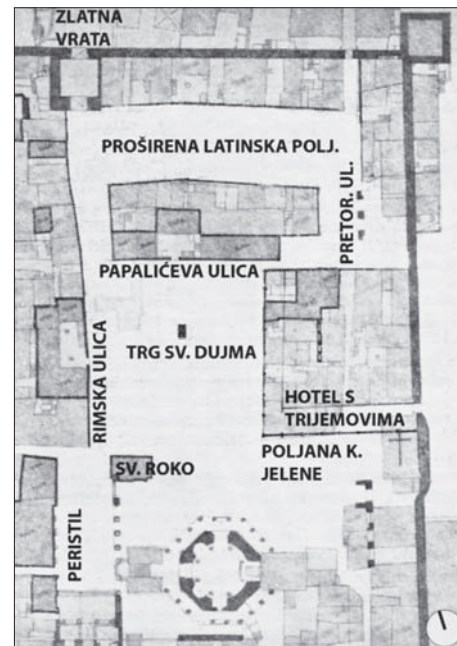 ZLATNA
VRATA
PROŠIRENA LATINSKA POLJ.
PRETOR. UL.
PAPALIĆEVA ULICA
RIMSKA ULICA
TRG SV. DUJMA
HOTEL S
TRIJEMOVIMA
POLJANA K.
JELENE
SV. ROKO
PERISTIL